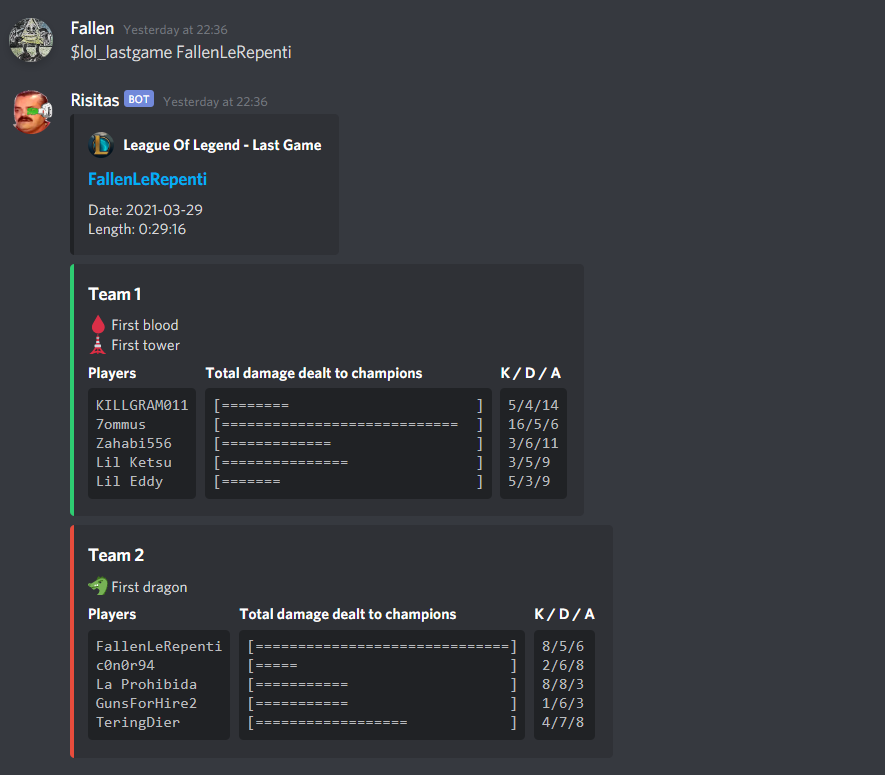 Fallen Yesterday at 22:36
$lol_lastgame FallenLeRepenti
Risitas BOT Yesterday at 22:36
League Of Legend - Last Game
FallenLeRepenti
Date: 2021-03-29
Length: 0:29:16
Team 1
First blood
First tower
Players Total damage dealt to champions K / D / A
KILLGRAM011 [========                      ] 5/4/14
7ommus [============================  ] 16/5/6
Zahabi556 [=============                 ] 3/6/11
Lil Ketsu [===============               ] 3/5/9
Lil Eddy [=======                       ] 5/3/9
Team 2
First dragon
Players Total damage dealt to champions K / D / A
FallenLeRepenti [==============================] 8/5/6
c0n0r94 [=====                         ] 2/6/8
La Prohibida [===========                   ] 8/8/3
GunsForHire2 [===========                   ] 1/6/3
TeringDier [==================            ] 4/7/8